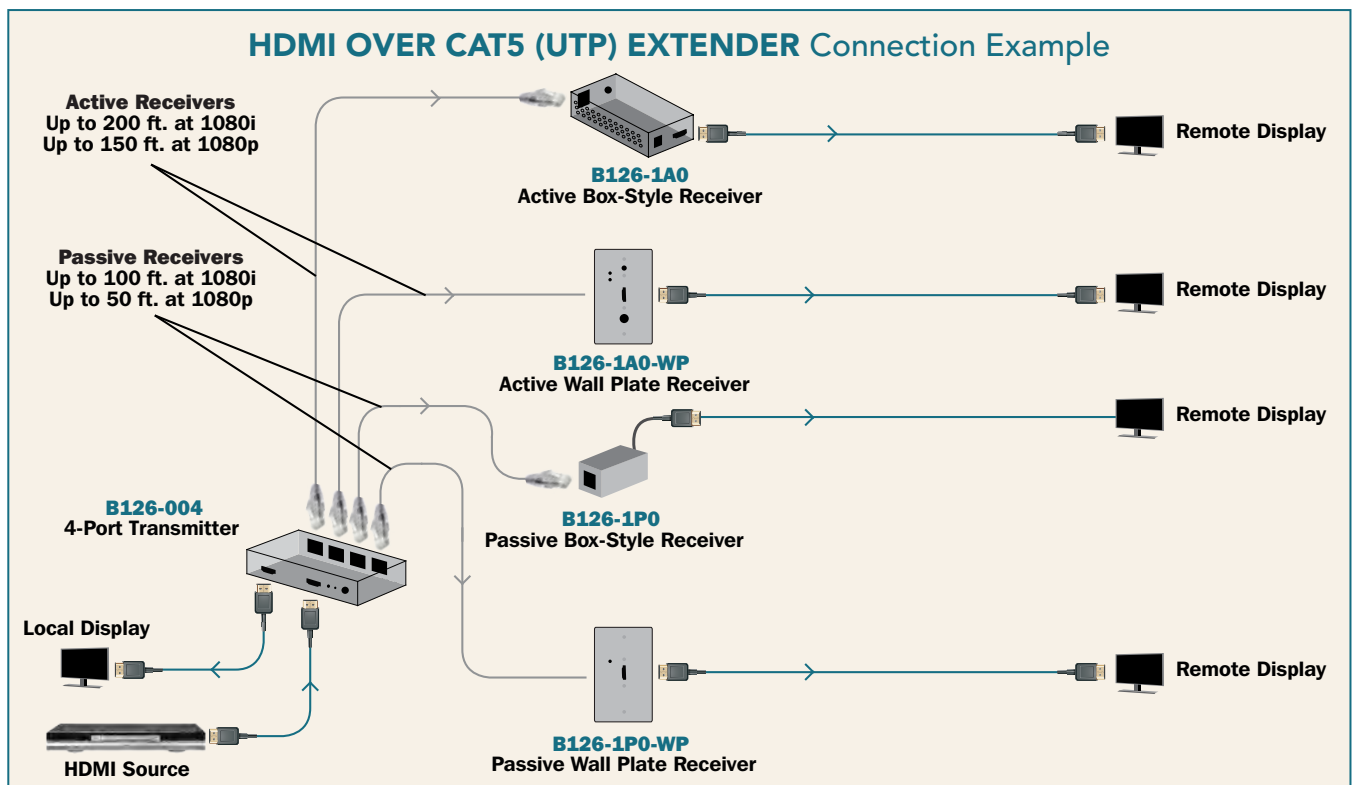 HDMI OVER CAT5 (UTP) EXTENDER Connection Example
Active Receivers
Up to 200 ft. at 1080i
Up to 150 ft. at 1080p
B126-1A0
Active Box-Style Receiver
Remote Display
Passive Receivers
Up to 100 ft. at 1080i
Up to 50 ft. at 1080p
B126-1A0-WP
Active Wall Plate Receiver
Remote Display
B126-1P0
Passive Box-Style Receiver
Remote Display
B126-004
4-Port Transmitter
Local Display
HDMI Source
B126-1P0-WP
Passive Wall Plate Receiver
Remote Display